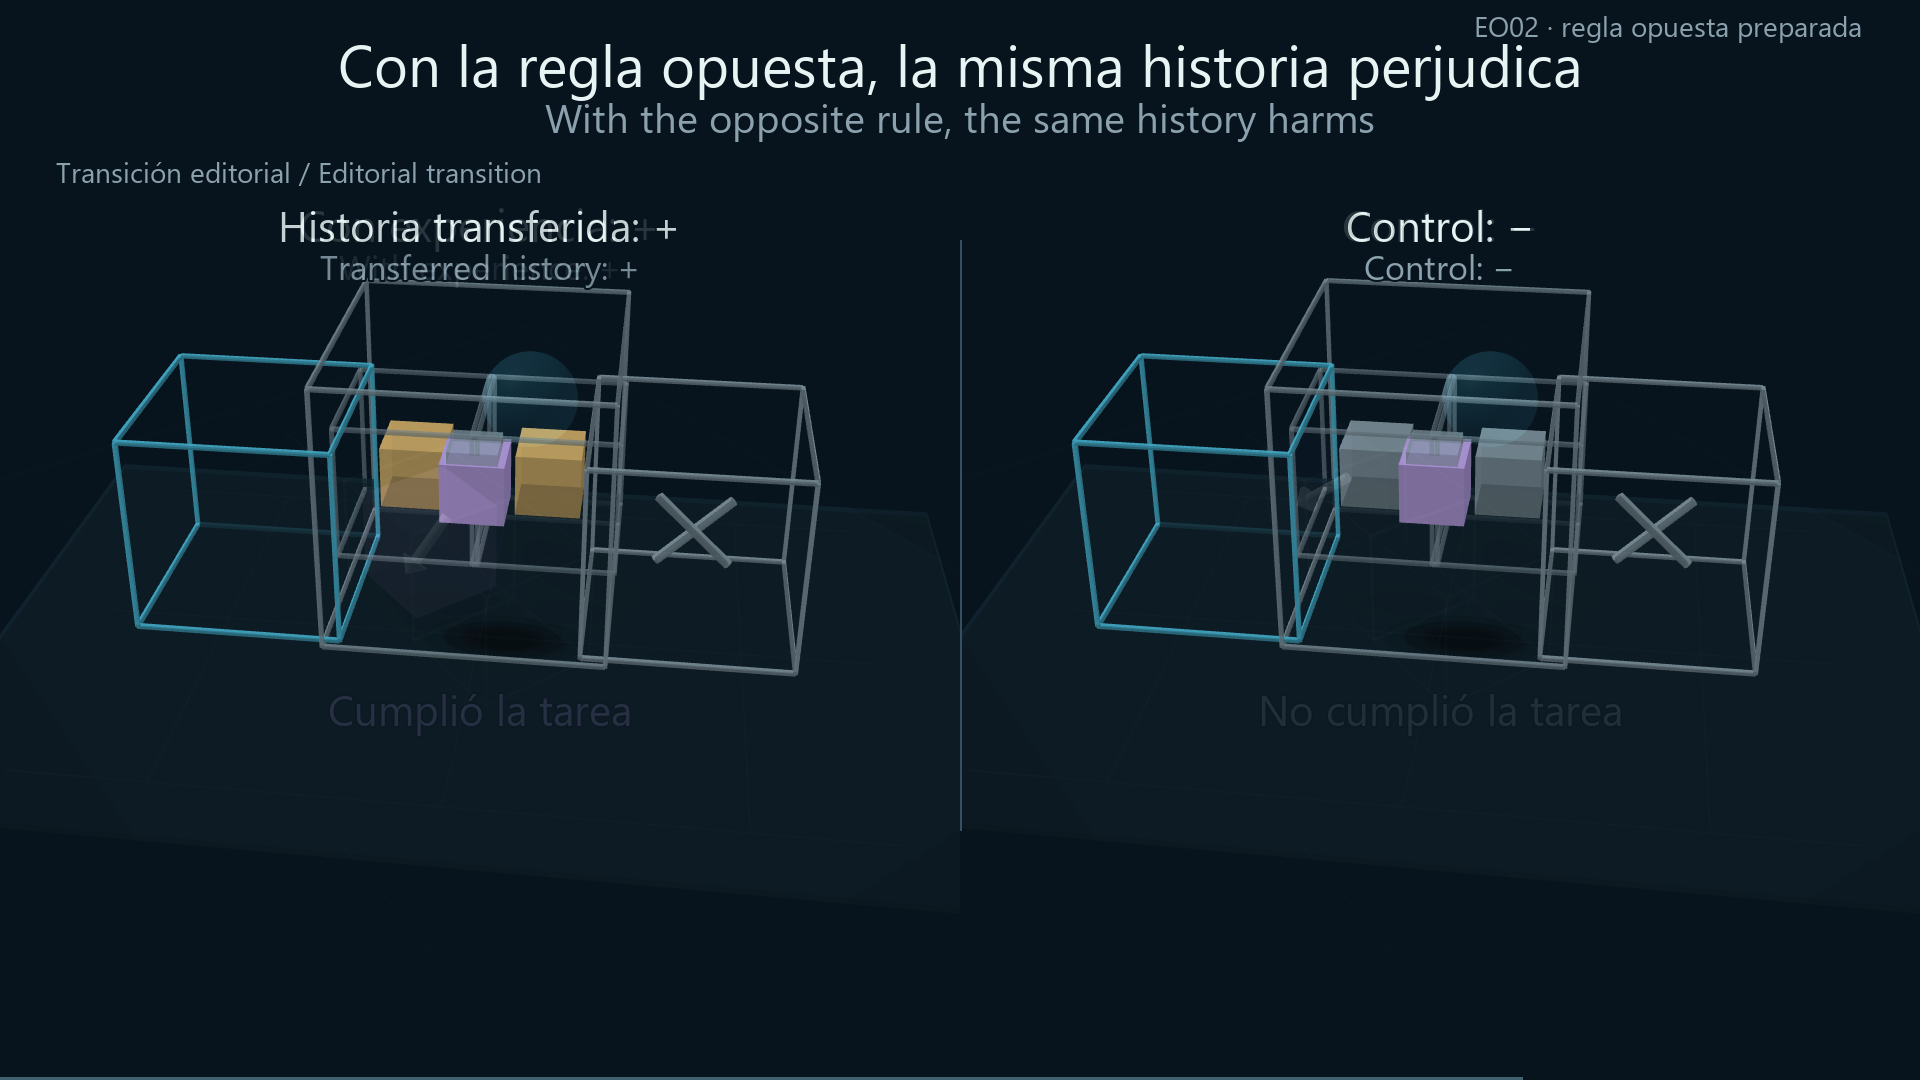 EO02 · regla opuesta preparada
Con la regla opuesta, la misma historia perjudica
With the opposite rule, the same history harms
Transición editorial / Editorial transition
Historia transferida: +
Transferred history: +
Control: −
Control: −
Cumplió la tarea
No cumplió la tarea